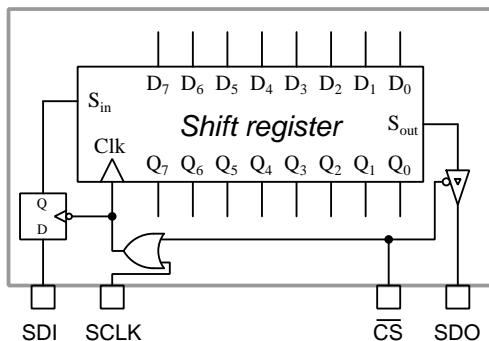 D7 D6 D5 D4 D3 D2 D1 D0
Sin
Shift register
Sout
Clk
Q7 Q6 Q5 Q4 Q3 Q2 Q1 Q0
Q
D
SDI SCLK C̅S̅ SDO